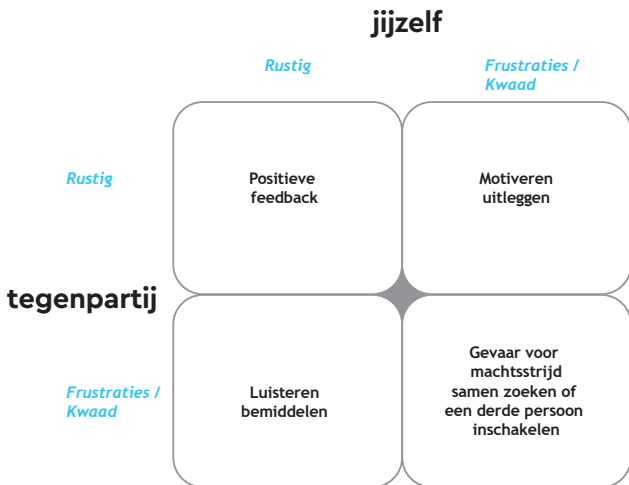 jijzelf
Rustig
Frustraties /
Kwaad
Rustig
Positieve
feedback
Motiveren
uitleggen
tegenpartij
Frustraties /
Kwaad
Luisteren
bemiddelen
Gevaar voor
machtsstrijd
samen zoeken of
een derde persoon
inschakelen